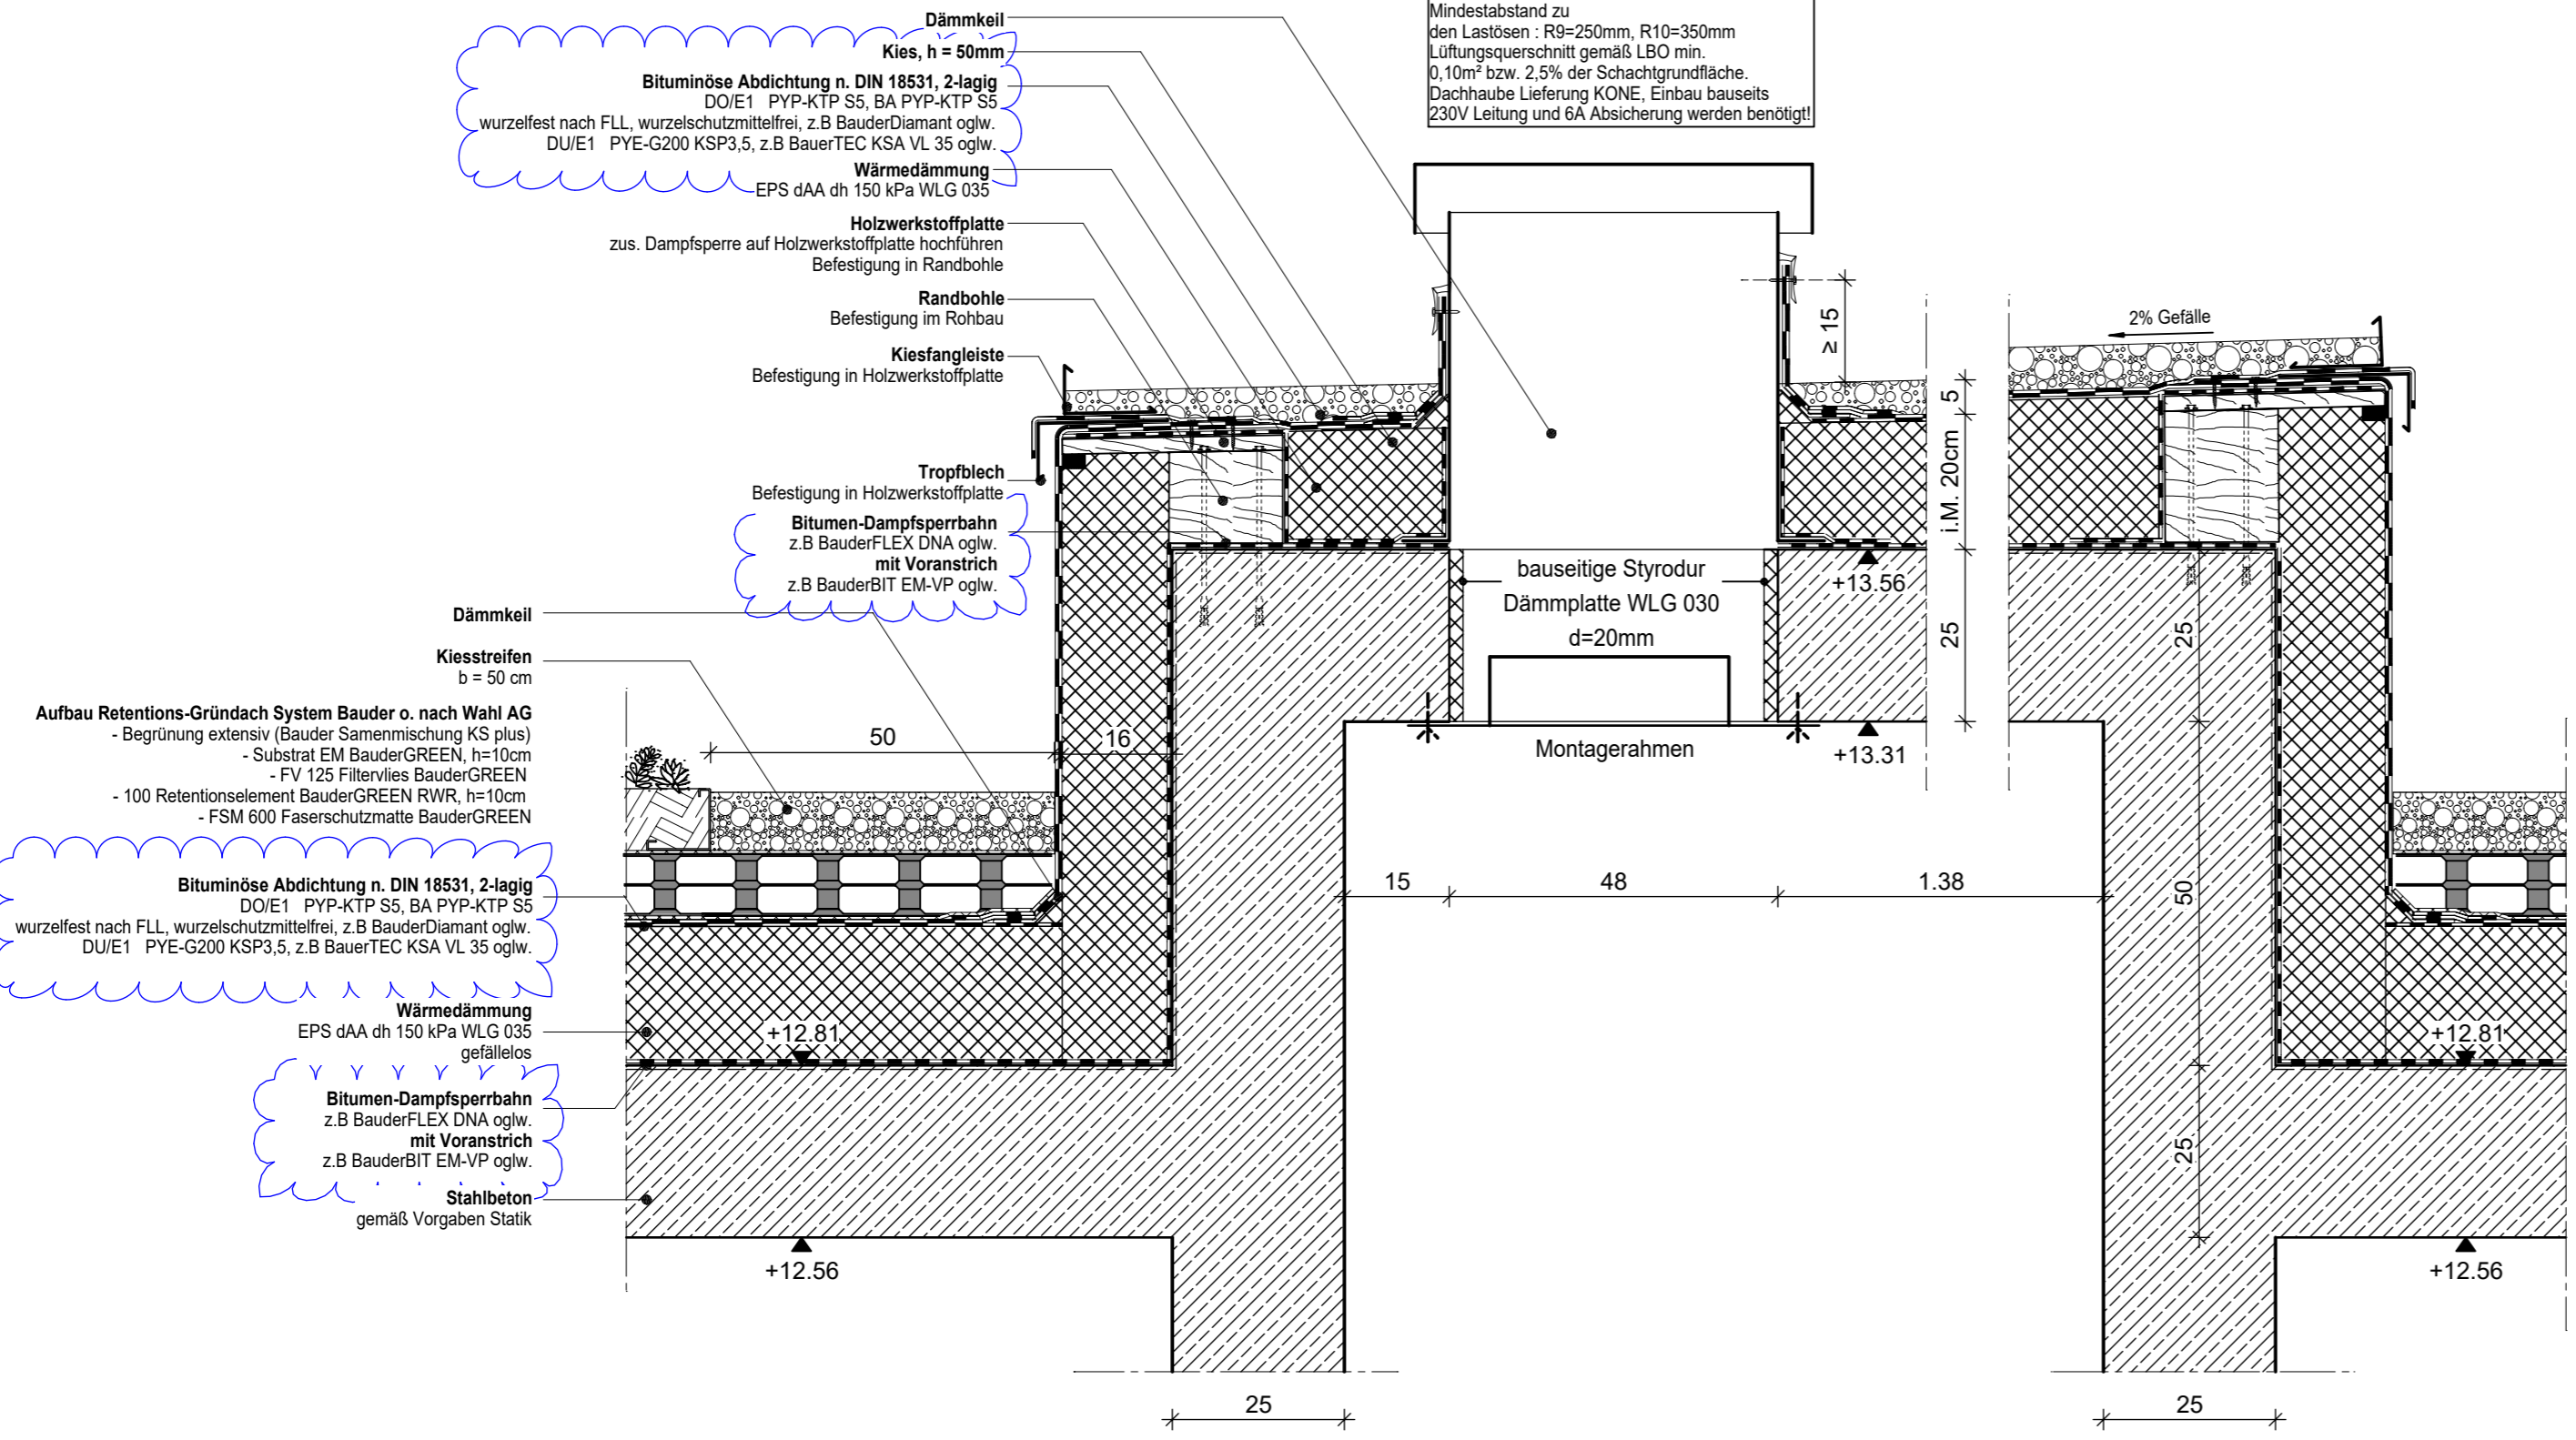 Mindestabstand zu
den Lastösen : R9=250mm, R10=350mm
Lüftungsquerschnitt gemäß LBO min.
0,10m² bzw. 2,5% der Schachtgrundfläche.
Dachhaube Lieferung KONE, Einbau bauseits
230V Leitung und 6A Absicherung werden benötigt!
Dämmkeil
Kies, h = 50mm
Bituminöse Abdichtung n. DIN 18531, 2-lagig
DO/E1 PYP-KTP S5, BA PYP-KTP S5
wurzelfest nach FLL, wurzelschutzmittelfrei, z.B BauderDiamant oglw.
DU/E1 PYE-G200 KSP3,5, z.B BauerTEC KSA VL 35 oglw.
Wärmedämmung
EPS dAA dh 150 kPa WLG 035
Holzwerkstoffplatte
zus. Dampfsperre auf Holzwerkstoffplatte hochführen
Befestigung in Randbohle
Randbohle
Befestigung im Rohbau
Kiesfangleiste
Befestigung in Holzwerkstoffplatte
Tropfblech
Befestigung in Holzwerkstoffplatte
Bitumen-Dampfsperrbahn
z.B BauderFLEX DNA oglw.
mit Voranstrich
z.B BauderBIT EM-VP oglw.
Dämmkeil
Kiesstreifen
b = 50 cm
Aufbau Retentions-Gründach System Bauder o. nach Wahl AG
- Begrünung extensiv (Bauder Samenmischung KS plus)
- Substrat EM BauderGREEN, h=10cm
- FV 125 Filtervlies BauderGREEN
- 100 Retentionselement BauderGREEN RWR, h=10cm
- FSM 600 Faserschutzmatte BauderGREEN
Bituminöse Abdichtung n. DIN 18531, 2-lagig
DO/E1 PYP-KTP S5, BA PYP-KTP S5
wurzelfest nach FLL, wurzelschutzmittelfrei, z.B BauderDiamant oglw.
DU/E1 PYE-G200 KSP3,5, z.B BauerTEC KSA VL 35 oglw.
Wärmedämmung
EPS dAA dh 150 kPa WLG 035
gefällelos
Bitumen-Dampfsperrbahn
z.B BauderFLEX DNA oglw.
mit Voranstrich
z.B BauderBIT EM-VP oglw.
Stahlbeton
gemäß Vorgaben Statik
2% Gefälle
≥ 15
5
i.M. 20cm
25
bauseitige Styrodur
Dämmplatte WLG 030
d=20mm
Montagerahmen
+13.56
+13.31
50
16
15
48
1.38
25
50
25
+12.81
+12.81
+12.56
+12.56
25
25